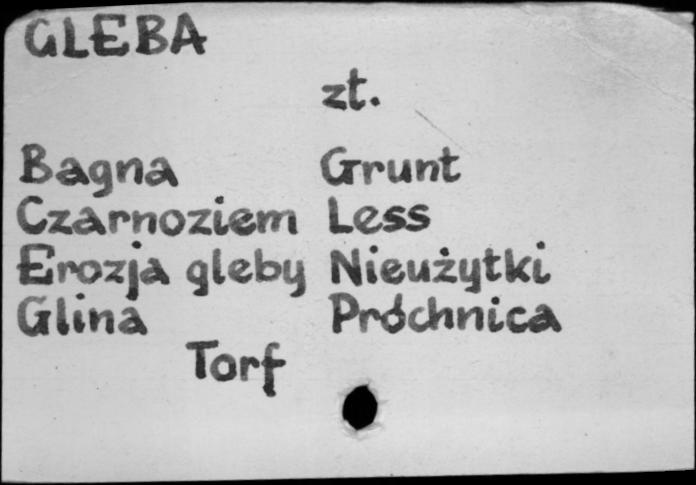 GLEBA
zt.
Bagna Grunt
Czarnoziem Less
Erozja gleby Nieużytki
Glina Próchnica
Torf